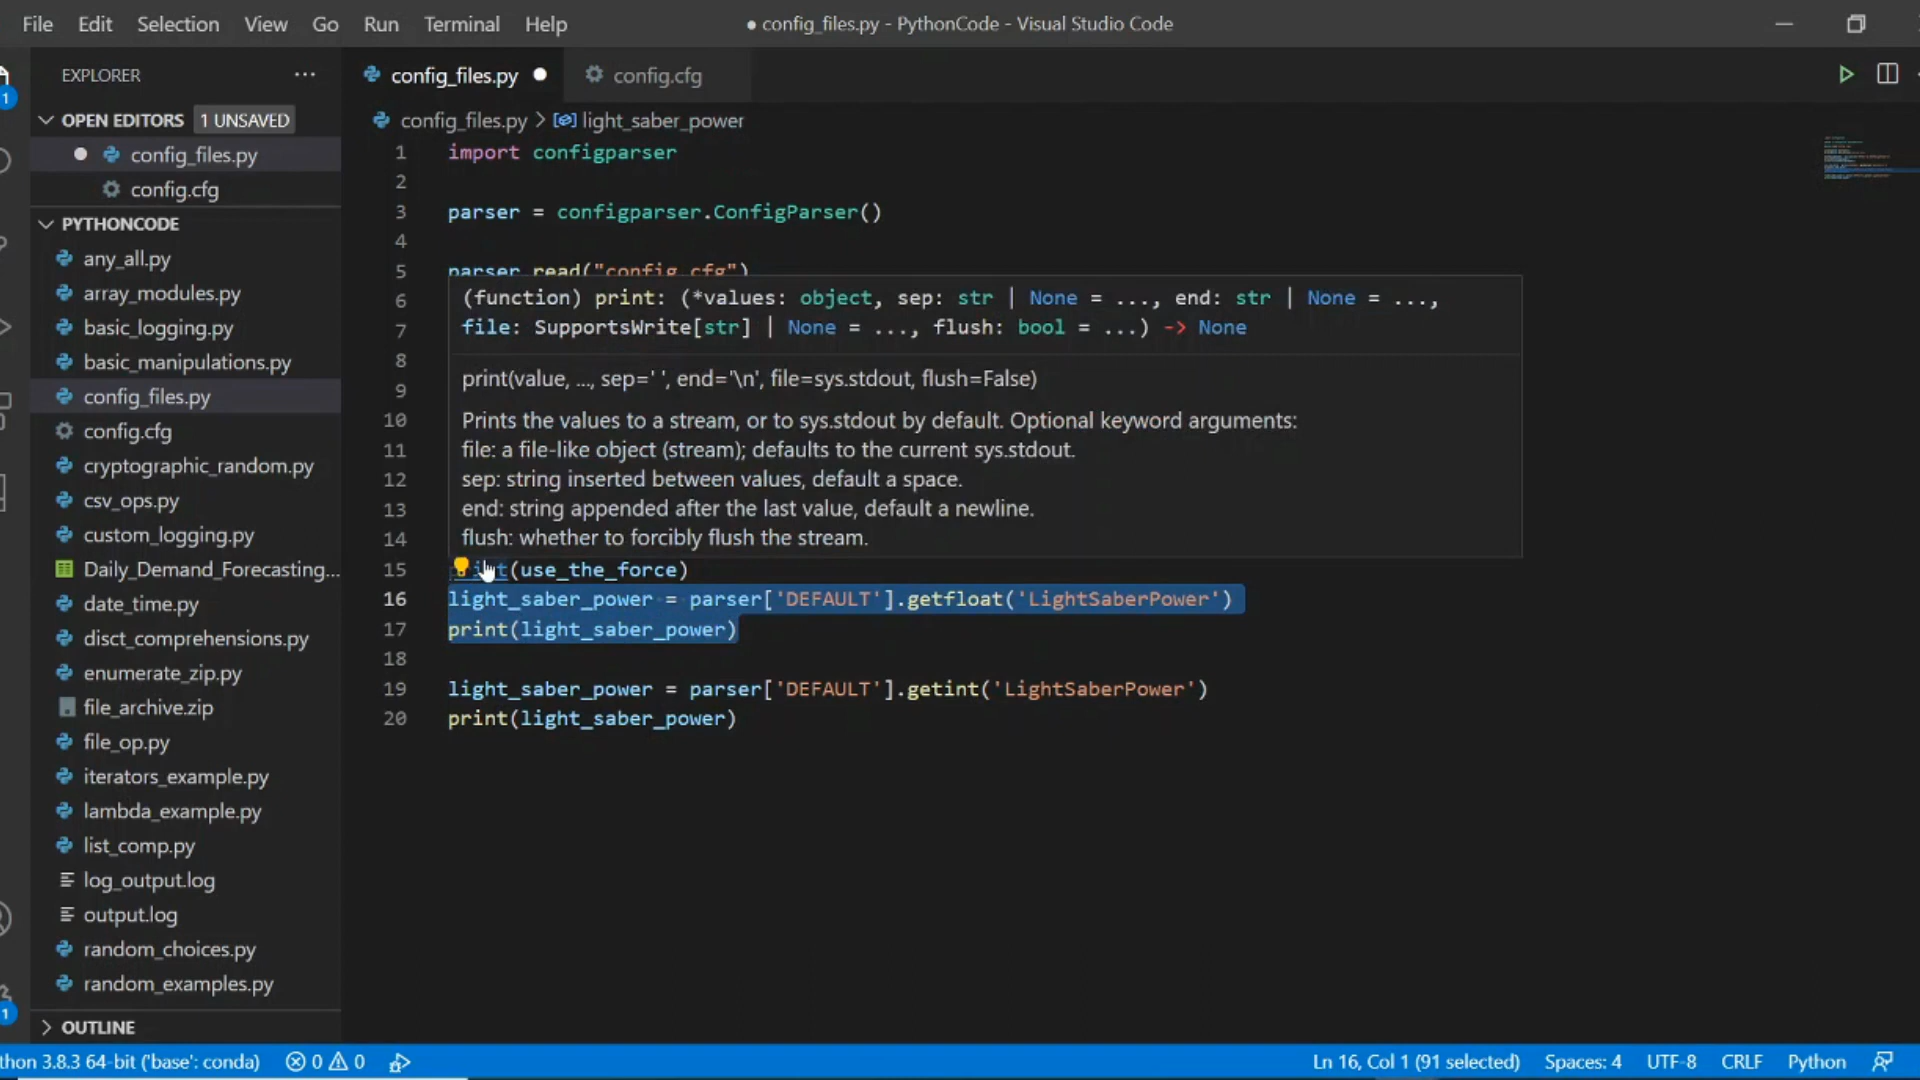 File Edit Selection View Go Run Terminal Help
● config_files.py - PythonCode - Visual Studio Code
EXPLORER ···
config_files.py
config.cfg
OPEN EDITORS 1 UNSAVED
config_files.py
config.cfg
PYTHONCODE
any_all.py
array_modules.py
basic_logging.py
basic_manipulations.py
config_files.py
config.cfg
cryptographic_random.py
csv_ops.py
custom_logging.py
Daily_Demand_Forecasting...
date_time.py
disct_comprehensions.py
enumerate_zip.py
file_archive.zip
file_op.py
iterators_example.py
lambda_example.py
list_comp.py
log_output.log
output.log
random_choices.py
random_examples.py
OUTLINE
1
1
config_files.py > light_saber_power
1 import configparser
2
3 parser = configparser.ConfigParser()
4
5 parser.read("config.cfg")
6
7
8
9
10
11
12
13
14
(function) print: (*values: object, sep: str | None = ..., end: str | None = ...,
file: SupportsWrite[str] | None = ..., flush: bool = ...) -> None
print(value, ..., sep=' ', end='\n', file=sys.stdout, flush=False)
Prints the values to a stream, or to sys.stdout by default. Optional keyword arguments:
file: a file-like object (stream); defaults to the current sys.stdout.
sep: string inserted between values, default a space.
end: string appended after the last value, default a newline.
flush: whether to forcibly flush the stream.
15 print(use_the_force)
16 light_saber_power = parser['DEFAULT'].getfloat('LightSaberPower')
17 print(light_saber_power)
18
19 light_saber_power = parser['DEFAULT'].getint('LightSaberPower')
20 print(light_saber_power)
thon 3.8.3 64-bit ('base': conda) 0 0
Ln 16, Col 1 (91 selected) Spaces: 4 UTF-8 CRLF Python